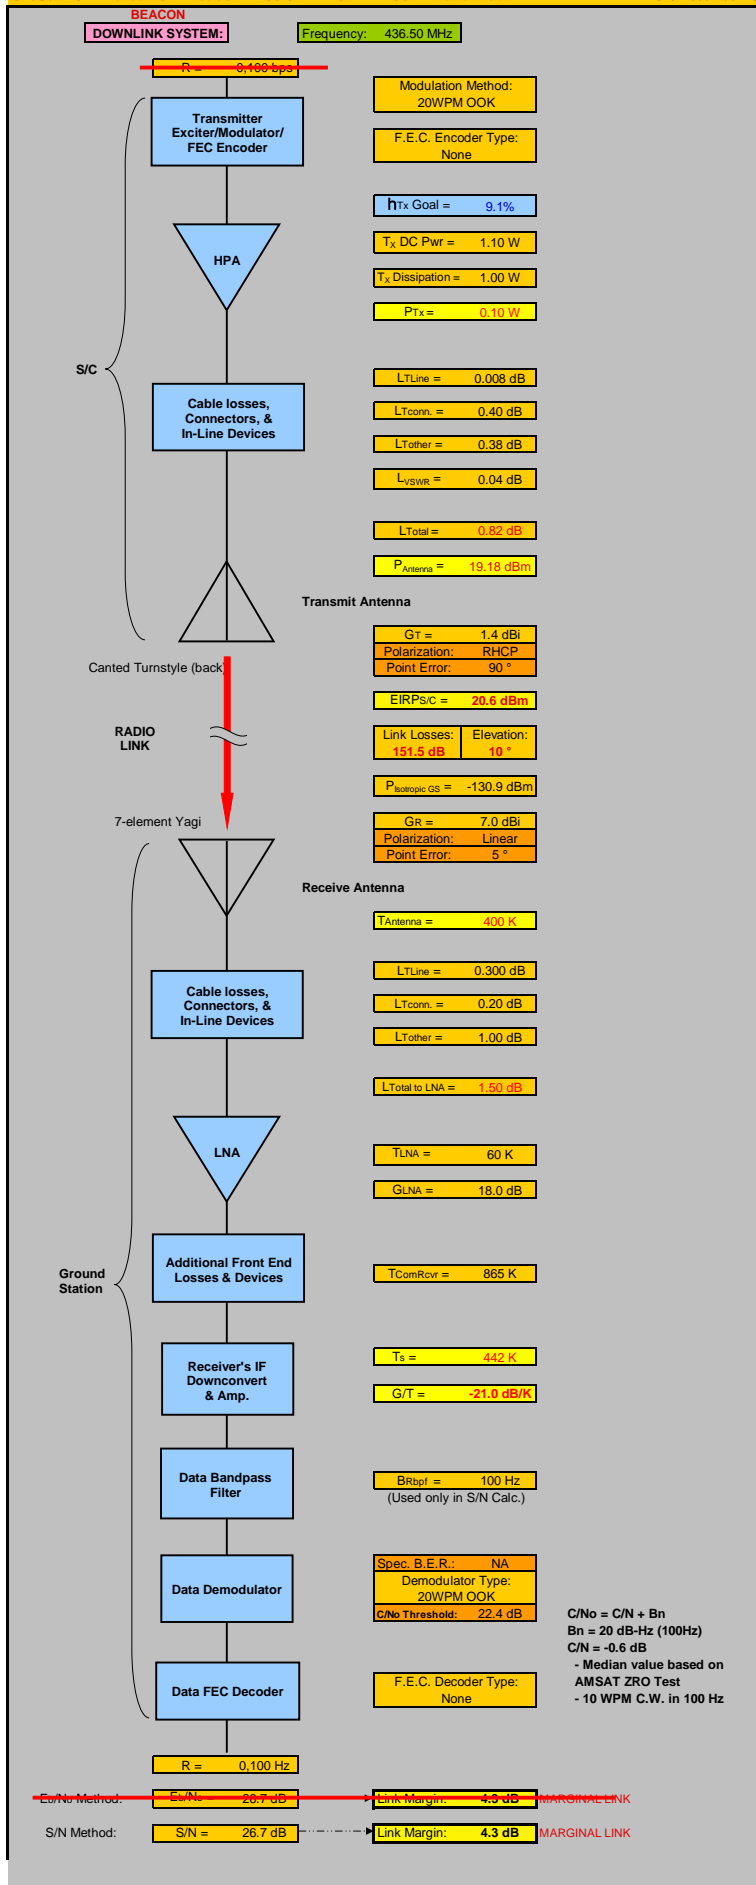 BEACON
DOWNLINK SYSTEM:
Frequency: 436.50 MHz
R = 0,100 bps
Modulation Method:
20WPM OOK
Transmitter
Exciter/Modulator/
FEC Encoder
F.E.C. Encoder Type:
None
hTx Goal = 9.1%
HPA
TX DC Pwr = 1.10 W
TX Dissipation = 1.00 W
PTx = 0.10 W
S/C
LTLine = 0.008 dB
Cable losses,
Connectors, &
In-Line Devices
LTconn. = 0.40 dB
LTother = 0.38 dB
LVSWR = 0.04 dB
LTotal = 0.82 dB
PAntenna = 19.18 dBm
Transmit Antenna
GT = 1.4 dBi
Polarization: RHCP
Point Error: 90 °
Canted Turnstyle (back)
EIRPS/C = 20.6 dBm
RADIO
LINK
Link Losses: Elevation:
151.5 dB 10 °
PIsotropic GS = -130.9 dBm
7-element Yagi
GR = 7.0 dBi
Polarization: Linear
Point Error: 5 °
Receive Antenna
TAntenna = 400 K
LTLine = 0.300 dB
Cable losses,
Connectors, &
In-Line Devices
LTconn. = 0.20 dB
LTother = 1.00 dB
LTotal to LNA = 1.50 dB
LNA
TLNA = 60 K
GLNA = 18.0 dB
Ground
Station
Additional Front End
Losses & Devices
TComRcvr = 865 K
Receiver's IF
Downconvert
& Amp.
Ts = 442 K
G/T = -21.0 dB/K
Data Bandpass
Filter
BRbpf = 100 Hz
(Used only in S/N Calc.)
Data Demodulator
Spec. B.E.R.: NA
Demodulator Type:
20WPM OOK
C/No Threshold: 22.4 dB
C/No = C/N + Bn
Bn = 20 dB-Hz (100Hz)
C/N = -0.6 dB
- Median value based on
AMSAT ZRO Test
- 10 WPM C.W. in 100 Hz
Data FEC Decoder
F.E.C. Decoder Type:
None
R = 0,100 Hz
Eb/No Method: Eb/No = 26.7 dB Link Margin: 4.3 dB MARGINAL LINK
S/N Method: S/N = 26.7 dB Link Margin: 4.3 dB MARGINAL LINK